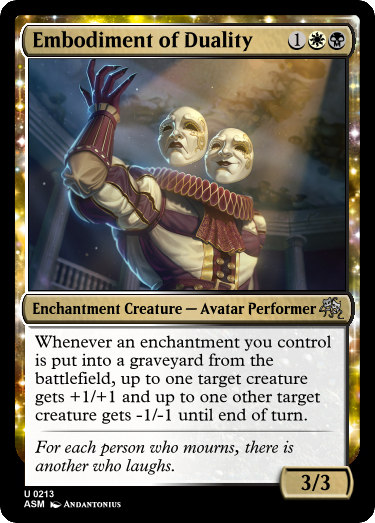 Embodiment of Duality 1
Enchantment Creature — Avatar Performer
Whenever an enchantment you control
is put into a graveyard from the
battlefield, up to one target creature
gets +1/+1 and up to one other target
creature gets -1/-1 until end of turn.
For each person who mourns, there is
another who laughs.
3/3
U 0213
ASM Andantonius